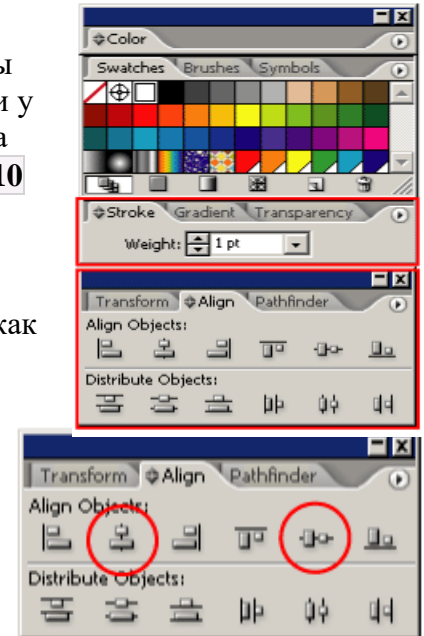 Color
ы
Swatches Brushes Symbols
и у
а
10
Stroke Gradient Transparency
Weight: 1 pt
Transform Align Pathfinder
как
Align Objects:
Distribute Objects:
Transform Align Pathfinder
Align Objects:
Distribute Objects: